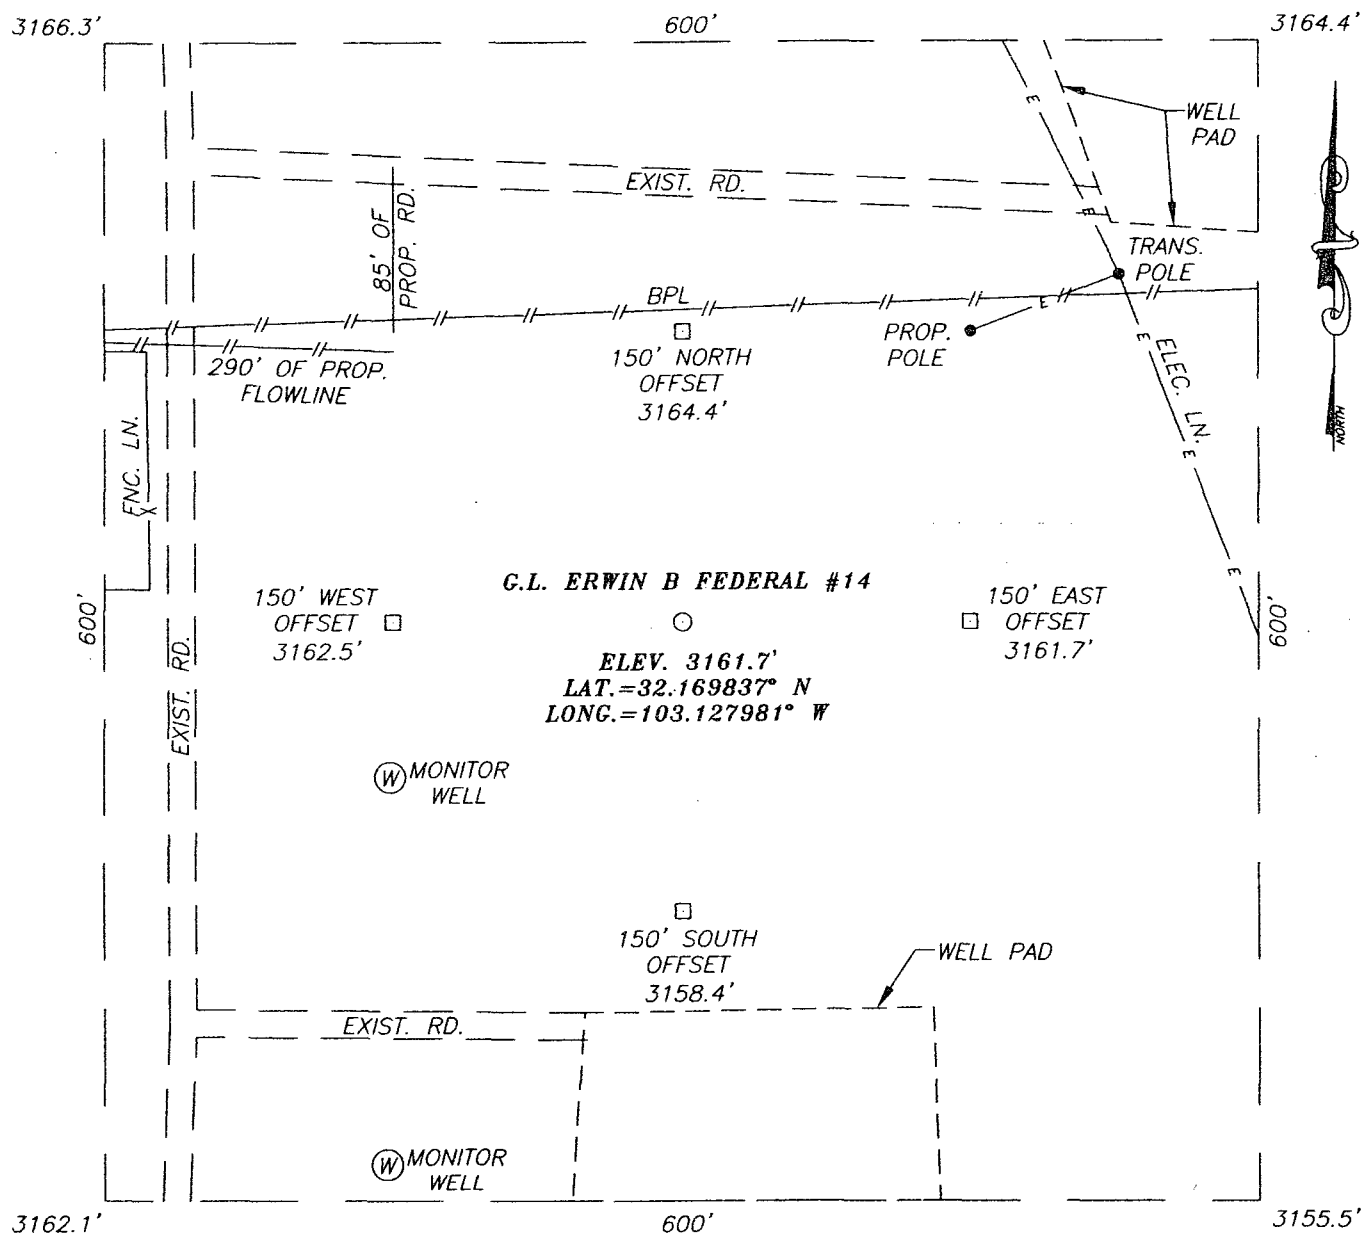 3166.3'
600'
3164.4'
WELL
PAD
EXIST. RD.
85' OF
PROP. RD.
TRANS.
POLE
E
E
E
BPL
PROP.
POLE
290' OF PROP.
FLOWLINE
150' NORTH
OFFSET
3164.4'
E
ELEC. LN.
E
E
NORTH
FNC. LN.
X
G.L. ERWIN B FEDERAL #14
150' WEST
OFFSET
3162.5'
150' EAST
OFFSET
3161.7'
600'
600'
ELEV. 3161.7'
LAT.=32.169837° N
LONG.=103.127981° W
EXIST. RD.
W MONITOR
WELL
150' SOUTH
OFFSET
3158.4'
WELL PAD
EXIST. RD.
W MONITOR
WELL
3162.1'
600'
3155.5'